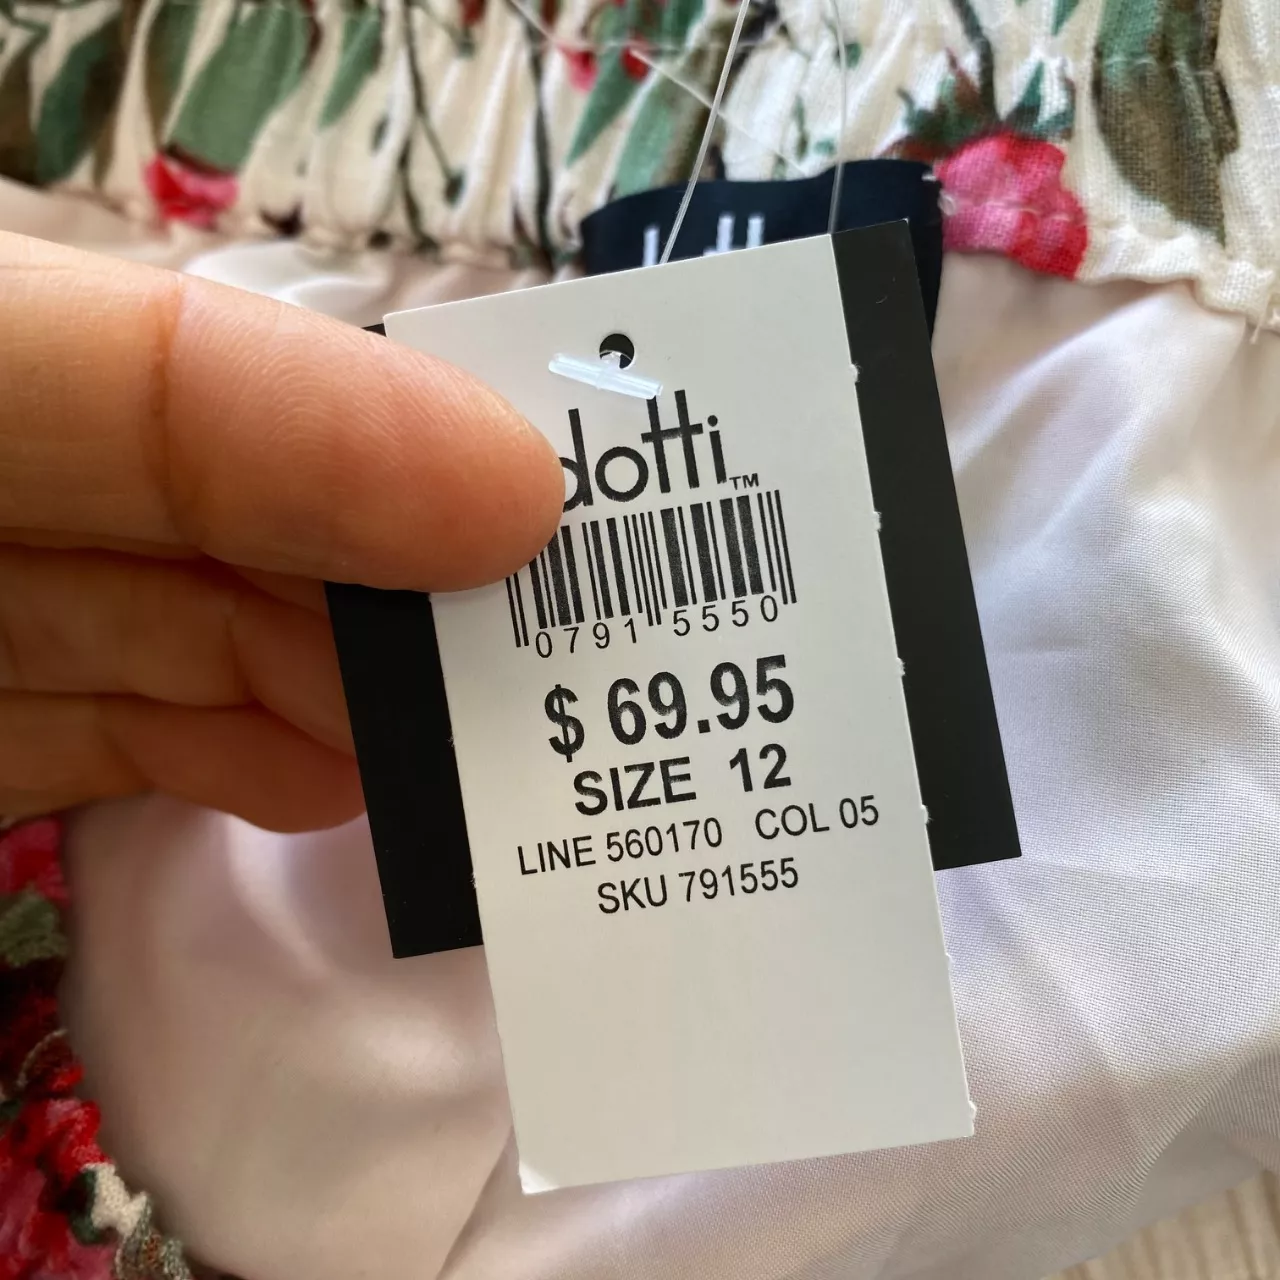 dotti™
0791 5550
$ 69.95
SIZE 12
LINE 560170 COL 05
SKU 791555